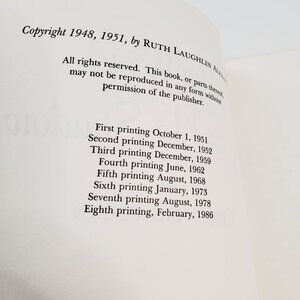 Copyright 1948, 1951, by RUTH LAUGHLIN
All rights reserved. This book, or parts thereof,
may not be reproduced in any form without
permission of the publisher.
First printing October 1, 1951
Second printing December, 1952
Third printing December, 1959
Fourth printing June, 1962
Fifth printing August, 1968
Sixth printing January, 1973
Seventh printing August, 1978
Eighth printing, February, 1986